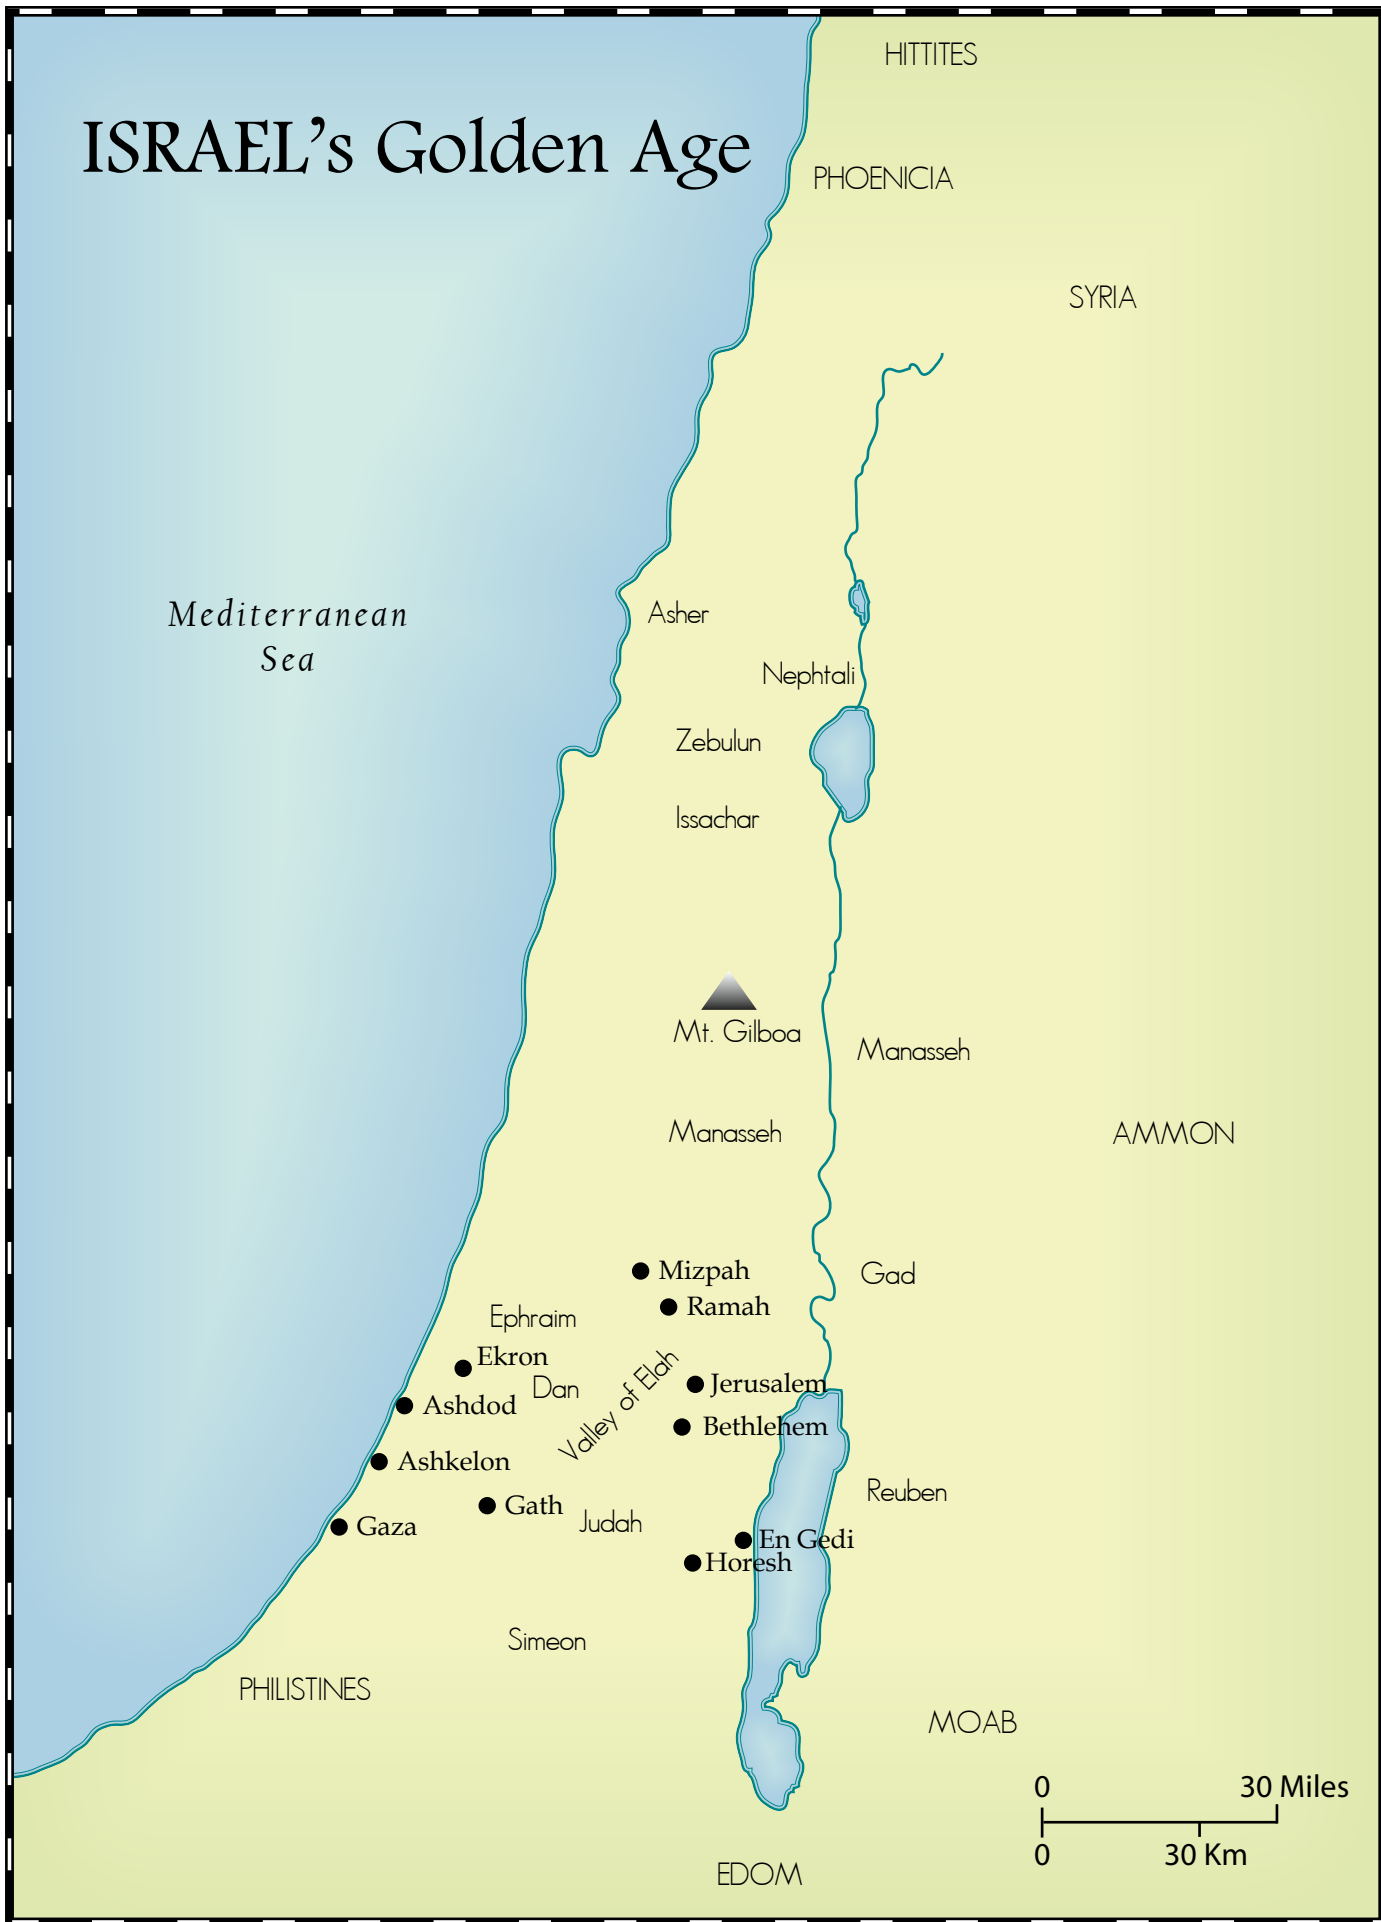 HITTITES
ISRAEL's Golden Age
PHOENICIA
SYRIA
Mediterranean
Sea
Asher
Nephtali
Zebulun
Issachar
Mt. Gilboa
Manasseh
Manasseh
AMMON
Mizpah
Gad
Ramah
Ephraim
Ekron
Dan
Valley of Elah
Jerusalem
Ashdod
Bethlehem
Ashkelon
Reuben
Gath
Judah
Gaza
En Gedi
Horesh
Simeon
PHILISTINES
MOAB
0 30 Miles
0 30 Km
EDOM